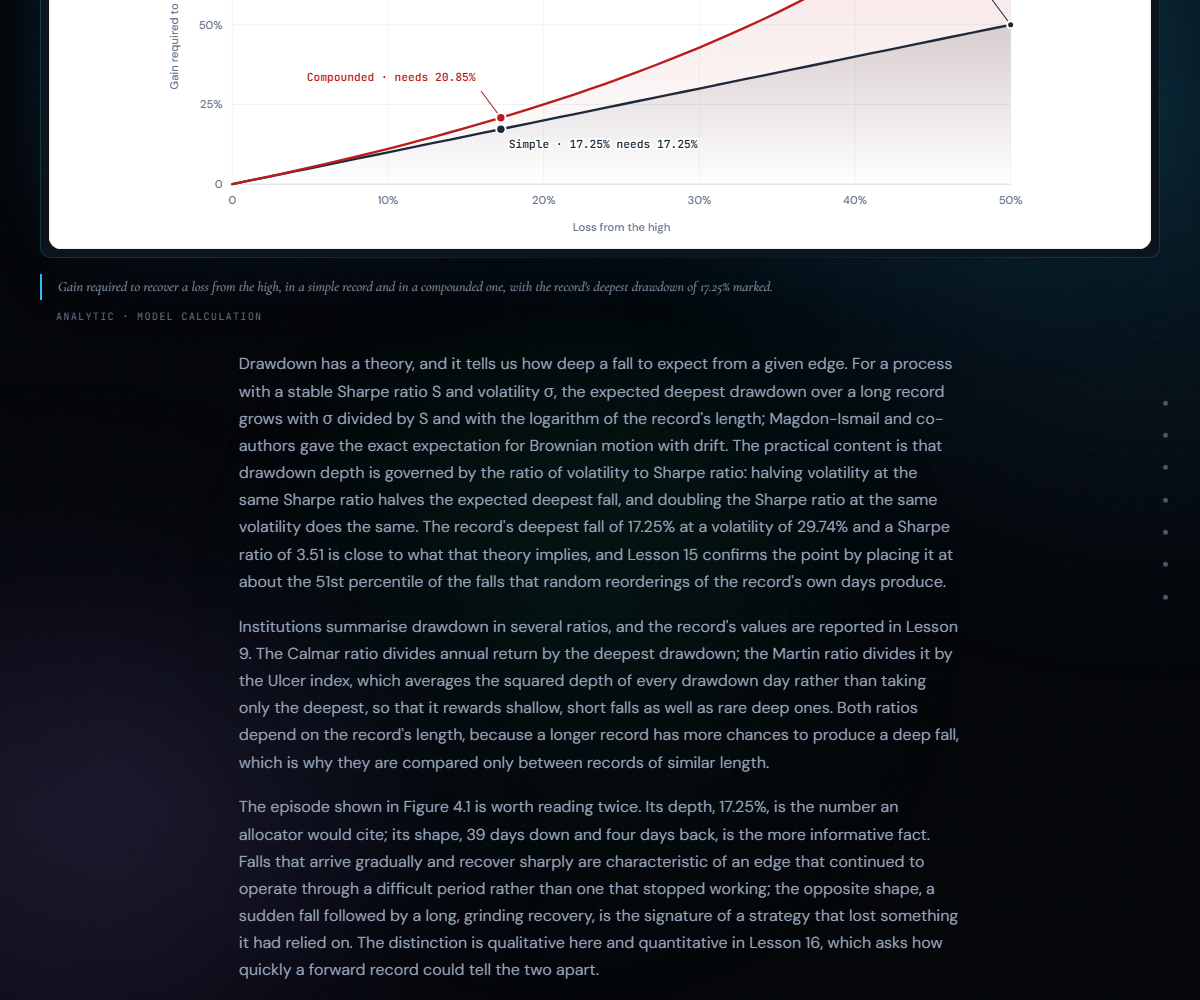 Gain required to
50%
Compounded · needs 20.85%
25%
Simple · 17.25% needs 17.25%
0
0
10%
20%
30%
40%
50%
Loss from the high
Gain required to recover a loss from the high, in a simple record and in a compounded one, with the record's deepest drawdown of 17.25% marked.
ANALYTIC · MODEL CALCULATION
Drawdown has a theory, and it tells us how deep a fall to expect from a given edge. For a process
with a stable Sharpe ratio S and volatility σ, the expected deepest drawdown over a long record
grows with σ divided by S and with the logarithm of the record's length; Magdon-Ismail and co-
authors gave the exact expectation for Brownian motion with drift. The practical content is that
drawdown depth is governed by the ratio of volatility to Sharpe ratio: halving volatility at the
same Sharpe ratio halves the expected deepest fall, and doubling the Sharpe ratio at the same
volatility does the same. The record's deepest fall of 17.25% at a volatility of 29.74% and a Sharpe
ratio of 3.51 is close to what that theory implies, and Lesson 15 confirms the point by placing it at
about the 51st percentile of the falls that random reorderings of the record's own days produce.
Institutions summarise drawdown in several ratios, and the record's values are reported in Lesson
9. The Calmar ratio divides annual return by the deepest drawdown; the Martin ratio divides it by
the Ulcer index, which averages the squared depth of every drawdown day rather than taking
only the deepest, so that it rewards shallow, short falls as well as rare deep ones. Both ratios
depend on the record's length, because a longer record has more chances to produce a deep fall,
which is why they are compared only between records of similar length.
The episode shown in Figure 4.1 is worth reading twice. Its depth, 17.25%, is the number an
allocator would cite; its shape, 39 days down and four days back, is the more informative fact.
Falls that arrive gradually and recover sharply are characteristic of an edge that continued to
operate through a difficult period rather than one that stopped working; the opposite shape, a
sudden fall followed by a long, grinding recovery, is the signature of a strategy that lost something
it had relied on. The distinction is qualitative here and quantitative in Lesson 16, which asks how
quickly a forward record could tell the two apart.